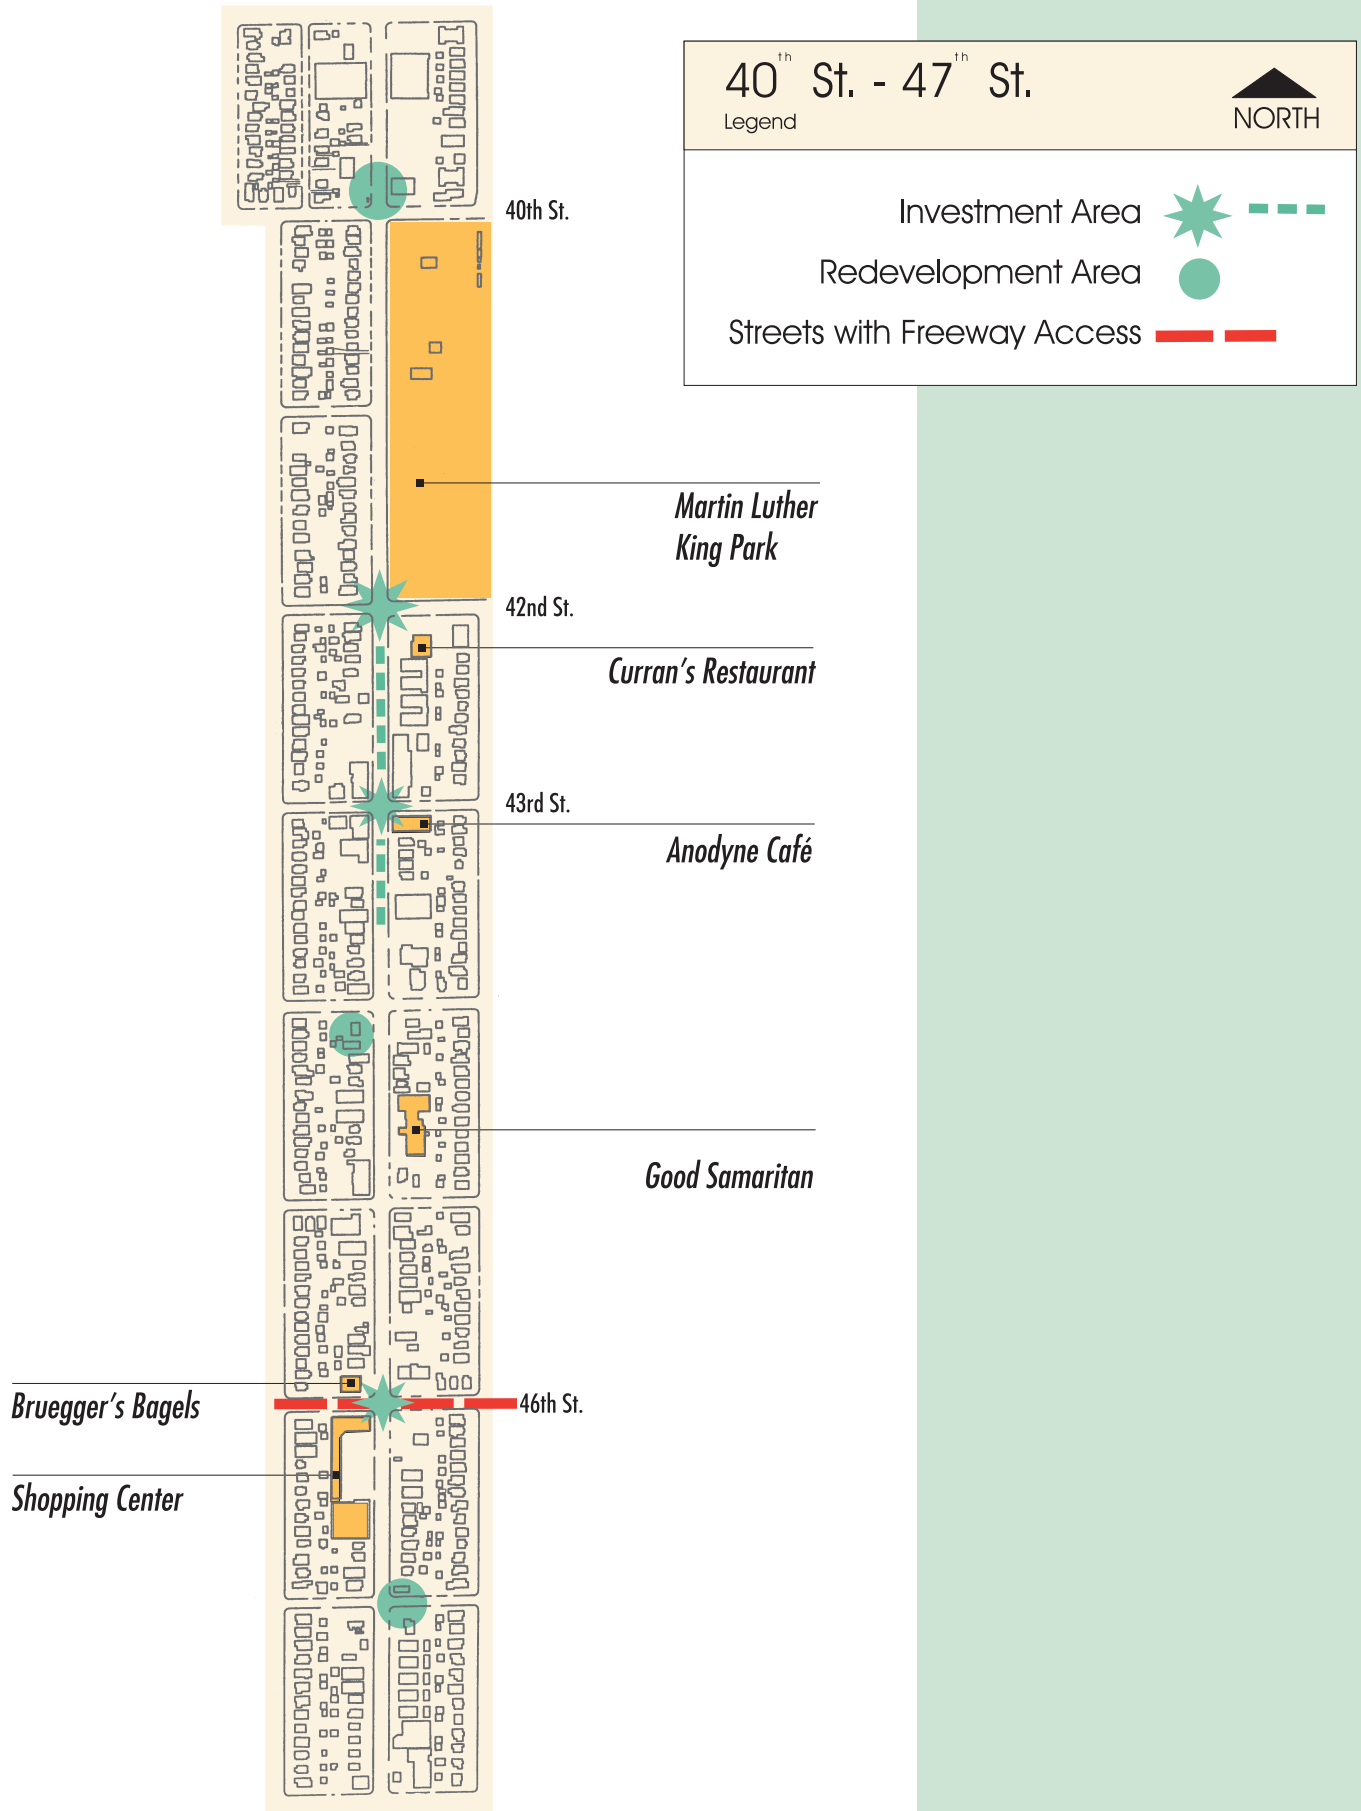 40th St. - 47th St.
Legend
NORTH
Investment Area
Redevelopment Area
Streets with Freeway Access
40th St.
Martin Luther
King Park
42nd St.
Curran's Restaurant
43rd St.
Anodyne Café
Good Samaritan
Bruegger's Bagels
46th St.
Shopping Center